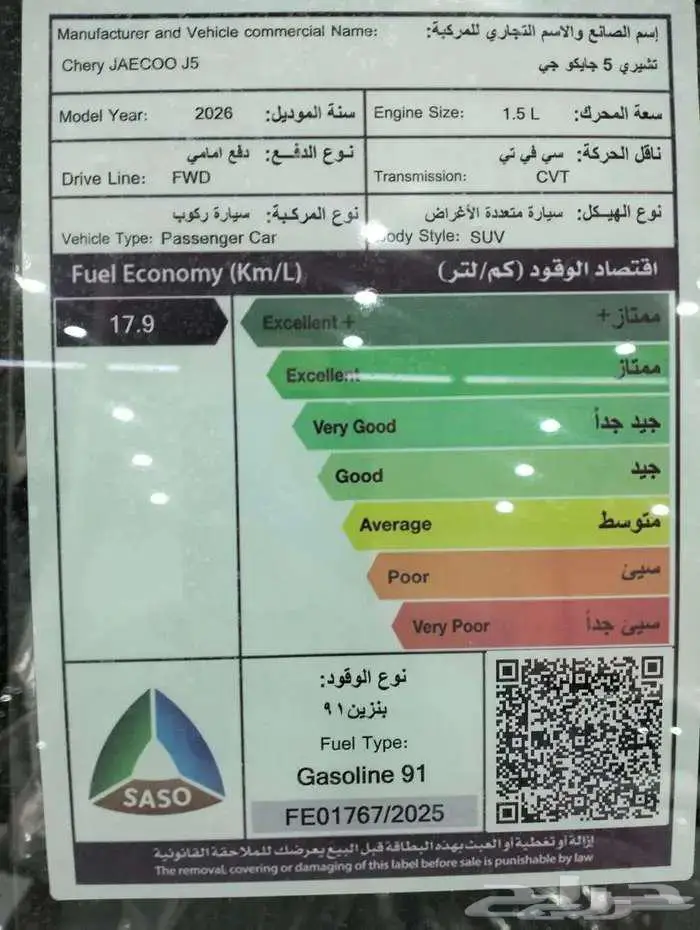 Manufacturer and Vehicle commercial Name: إسم الصانع والاسم التجاري للمركبة:
Chery JAECOO J5 تشيري 5 جايكو جي
Model Year: 2026 سنة الموديل: Engine Size: 1.5 L سعة المحرك:
نوع الدفع: دفع امامي ناقل الحركة: سي في تي
Drive Line: FWD Transmission: CVT
نوع المركبة: سيارة ركوب نوع الهيكل: سيارة متعددة الأغراض
Vehicle Type: Passenger Car Body Style: SUV
Fuel Economy (Km/L) اقتصاد الوقود (كم/لتر)
17.9 Excellent + ممتاز+
Excellent ممتاز
Very Good جيد جداً
Good جيد
Average متوسط
Poor سيئ
Very Poor سيئ جداً
نوع الوقود:
بنزين ٩١
Fuel Type:
Gasoline 91
SASO
FE01767/2025
إزالة أو تغطية أو العبث بهذه البطاقة قبل البيع يعرضك للملاحقة القانونية
The removal, covering or damaging of this label before sale is punishable by law
حراج